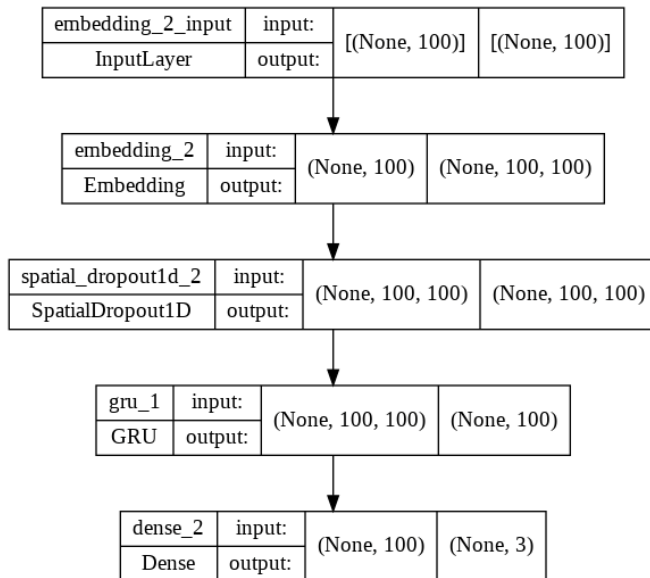 embedding_2_input input: [(None, 100)] [(None, 100)]
InputLayer output:
embedding_2 input: (None, 100) (None, 100, 100)
Embedding output:
spatial_dropout1d_2 input: (None, 100, 100) (None, 100, 100)
SpatialDropout1D output:
gru_1 input: (None, 100, 100) (None, 100)
GRU output:
dense_2 input: (None, 100) (None, 3)
Dense output: